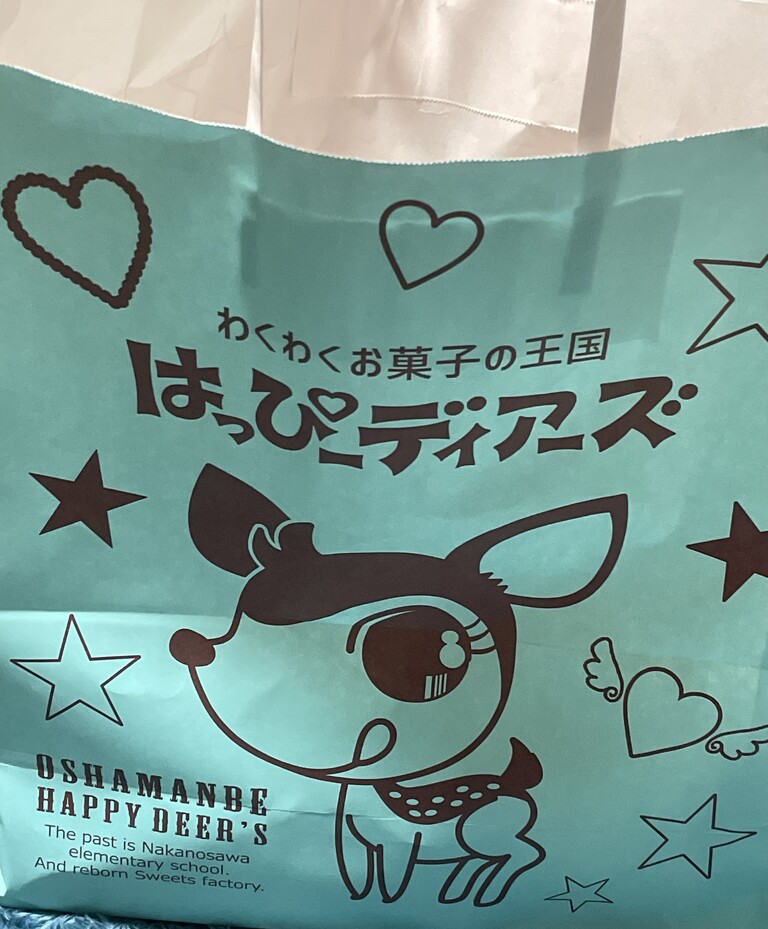 わくわくお菓子の王国
はっぴーディアーズ
OSHAMANBE
HAPPY DEER'S
The past is Nakanosawa
elementary school.
And reborn Sweets factory.